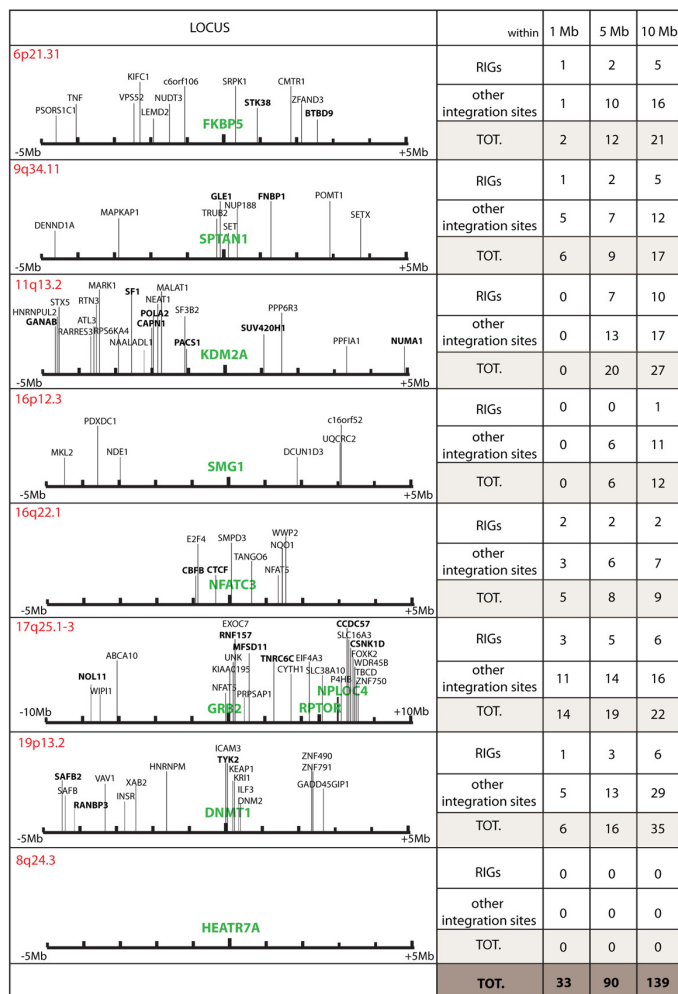 LOCUS within 1 Mb 5 Mb 10 Mb
6p21.31
RIGs 1 2 5
other integration sites 1 10 16
TOT. 2 12 21
KIFC1 c6orf106 SRPK1 CMTR1
TNF VPS52 NUDT3 STK38 ZFAND3
PSORS1C1 LEMD2 BTBD9
FKBP5
-5Mb +5Mb
9q34.11
RIGs 1 2 5
other integration sites 5 7 12
TOT. 6 9 17
GLE1 FNBP1 POMT1
MAPKAP1 TRUB2 NUP188 SETX
DENND1A SET
SPTAN1
-5Mb +5Mb
11q13.2
RIGs 0 7 10
other integration sites 0 13 17
TOT. 0 20 27
MARK1 SF1 MALAT1
STX5 RTN3 NEAT1 PPP6R3
HNRNPUL2 ATL3 POLA2 SF3B2
GANAB RARRES3 RPS6KA4 CAPN1 SUV420H1
NAALADL1 PACS1 PPFIA1 NUMA1
KDM2A
-5Mb +5Mb
16p12.3
RIGs 0 0 1
other integration sites 0 6 11
TOT. 0 6 12
PDXDC1 c16orf52
UQCRC2
MKL2 NDE1 DCUN1D3
SMG1
-5Mb +5Mb
16q22.1
RIGs 2 2 2
other integration sites 3 6 7
TOT. 5 8 9
E2F4 SMPD3 WWP2
NQO1
TANGO6
CBFB CTCF NFAT5
NFATC3
-5Mb +5Mb
17q25.1-3
RIGs 3 5 6
other integration sites 11 14 16
TOT. 14 19 22
EXOC7 CCDC57
RNF157 SLC16A3
MFSD11 CSNK1D
ABCA10 UNK TNRC6C EIF4A3 FOXK2
KIAA0195 CYTH1 SLC38A10 WDR45B
NOL11 P4HB TBCD
WIPI1 NFAT5 PRPSAP1 NPLOC4 ZNF750
GRB2 RPTOR
-10Mb +10Mb
19p13.2
RIGs 1 3 6
other integration sites 5 13 29
TOT. 6 16 35
ICAM3
TYK2 ZNF490
HNRNPM KEAP1 ZNF791
SAFB2 VAV1 XAB2 KRI1
SAFB INSR ILF3 GADD45GIP1
RANBP3 DNM2
DNMT1
-5Mb +5Mb
8q24.3
RIGs 0 0 0
other integration sites 0 0 0
TOT. 0 0 0
HEATR7A
-5Mb +5Mb
TOT. 33 90 139